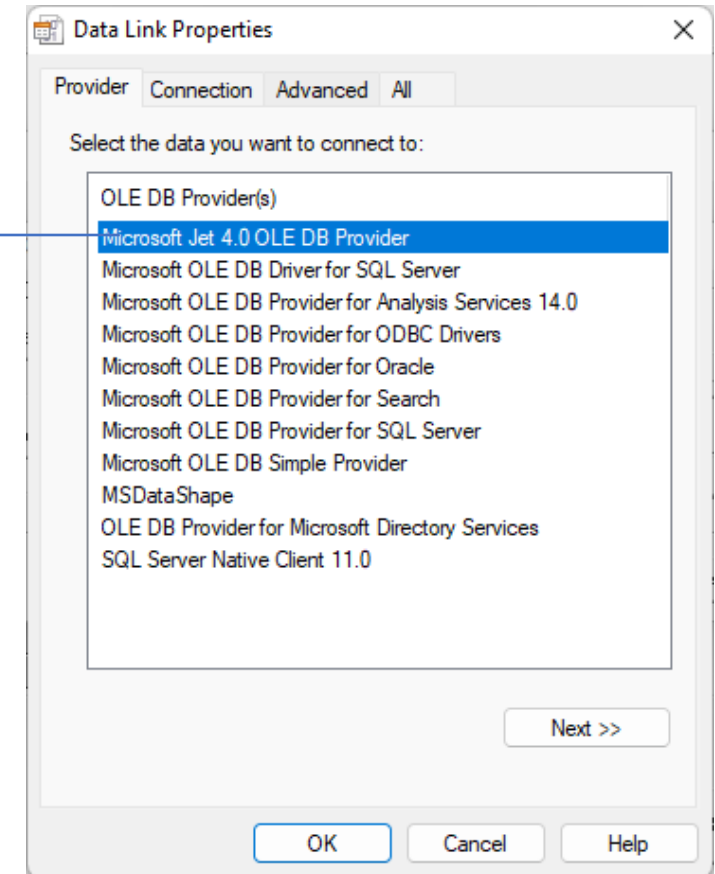 Data Link Properties
Provider Connection Advanced All
Select the data you want to connect to:
OLE DB Provider(s)
Microsoft Jet 4.0 OLE DB Provider
Microsoft OLE DB Driver for SQL Server
Microsoft OLE DB Provider for Analysis Services 14.0
Microsoft OLE DB Provider for ODBC Drivers
Microsoft OLE DB Provider for Oracle
Microsoft OLE DB Provider for Search
Microsoft OLE DB Provider for SQL Server
Microsoft OLE DB Simple Provider
MSDataShape
OLE DB Provider for Microsoft Directory Services
SQL Server Native Client 11.0
Next >>
OK Cancel Help